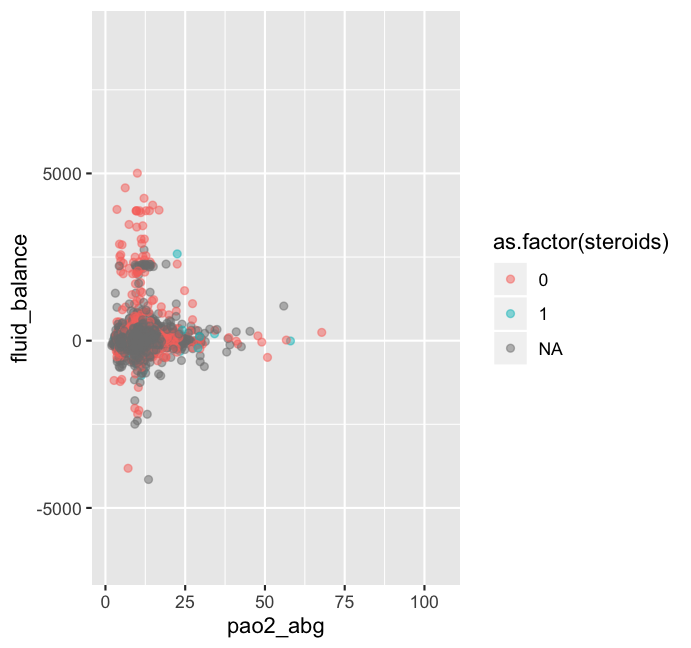 5000
0
-5000
fluid_balance
0
25
50
75
100
pao2_abg
as.factor(steroids)
0
1
NA